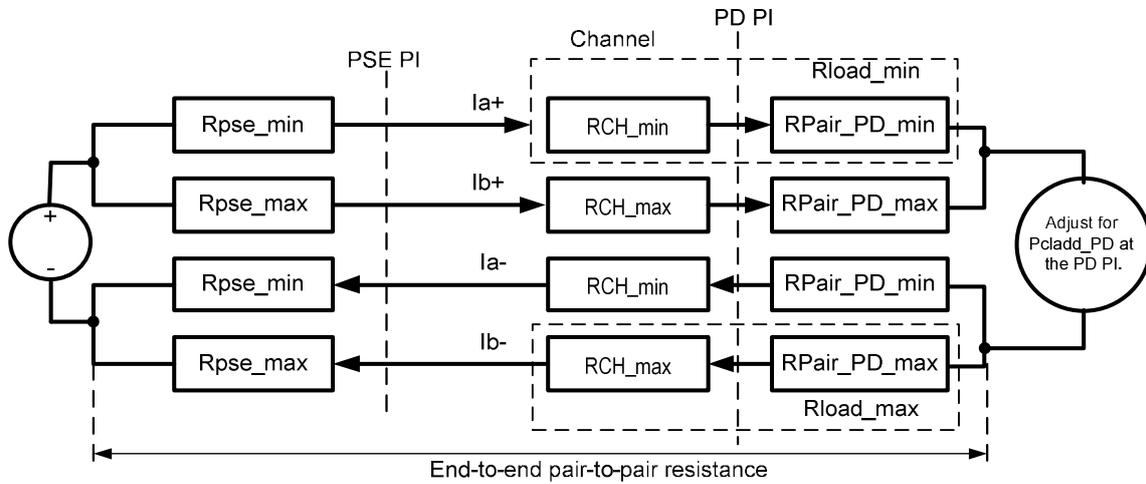 PD PI
Channel
PSE PI
Rload_min
Ia+
Rpse_min
RCH_min
RPair_PD_min
Ib+
Rpse_max
RCH_max
RPair_PD_max
+
-
Adjust for
Pcladd_PD at
the PD PI.
Ia-
Rpse_min
RCH_min
RPair_PD_min
Ib-
Rpse_max
RCH_max
RPair_PD_max
Rload_max
End-to-end pair-to-pair resistance